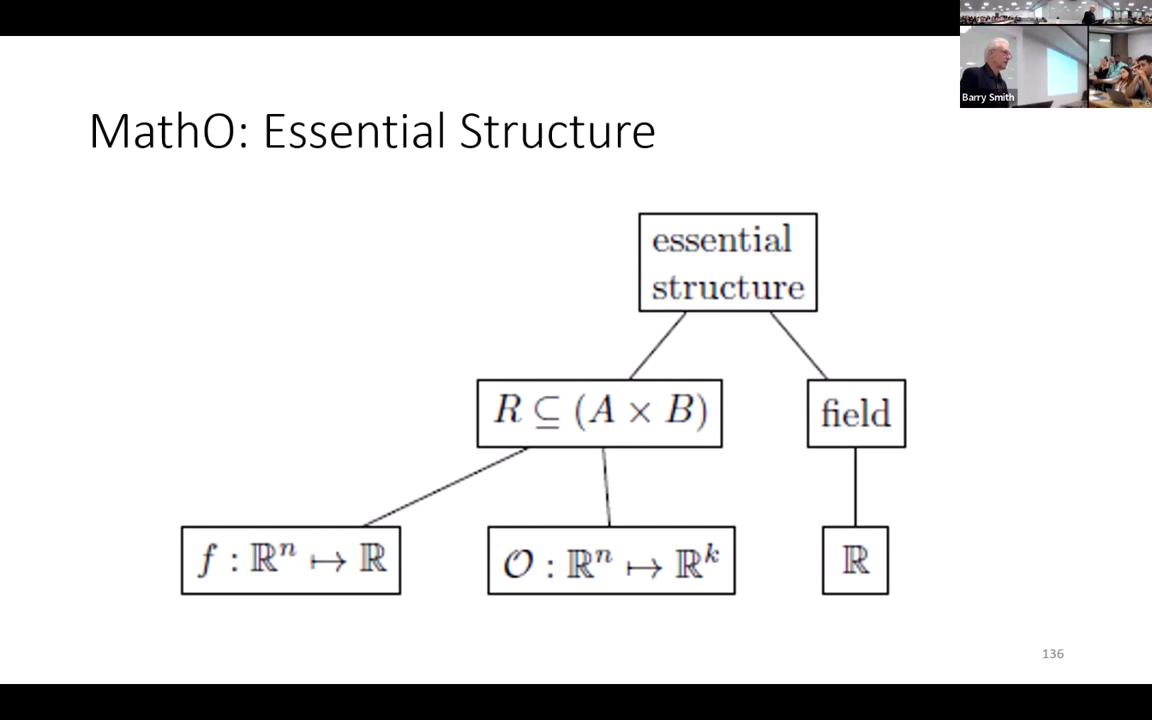 Barry Smith
MathO: Essential Structure
essential
structure
R ⊆ (A × B)
field
f : ℝⁿ ↦ ℝ
𝒪 : ℝⁿ ↦ ℝᵏ
ℝ
136